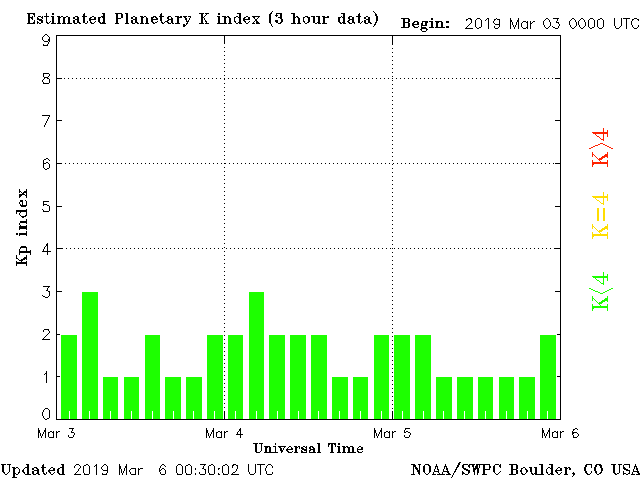 Estimated Planetary K index (3 hour data)
Begin: 2019 Mar 03 0000 UTC
9
8
7
6
5
4
3
2
1
0
Kp index
K>4
K=4
K<4
Mar 3
Mar 4
Mar 5
Mar 6
Universal Time
Updated 2019 Mar 6 00:30:02 UTC
NOAA/SWPC Boulder, CO USA